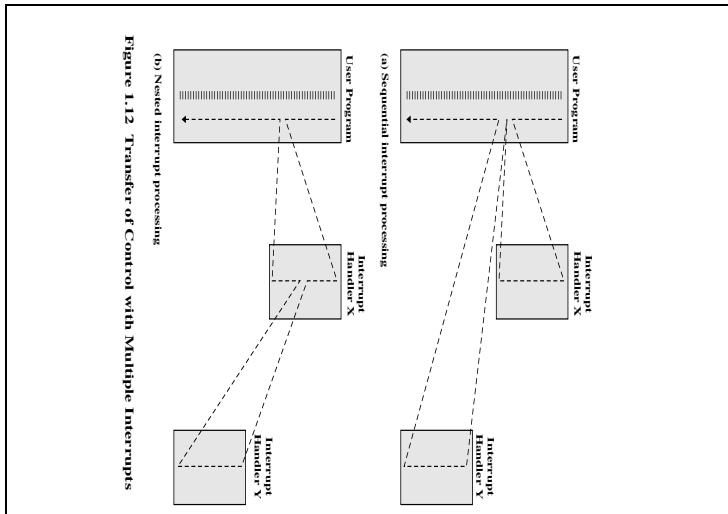 User Program
Interrupt
Handler X
Interrupt
Handler Y
(a) Sequential interrupt processing
User Program
Interrupt
Handler X
Interrupt
Handler Y
(b) Nested interrupt processing
Figure 1.12 Transfer of Control with Multiple Interrupts